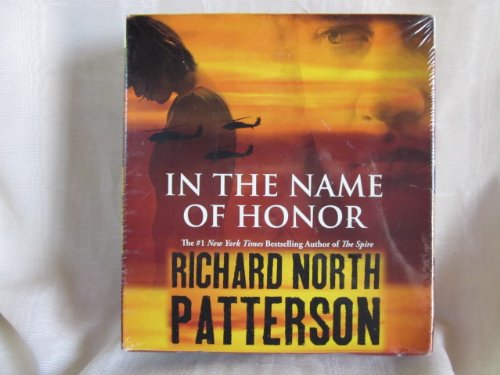 IN THE NAME
OF HONOR
The #1 New York Times Bestselling Author of The Spire
RICHARD NORTH
PATTERSON